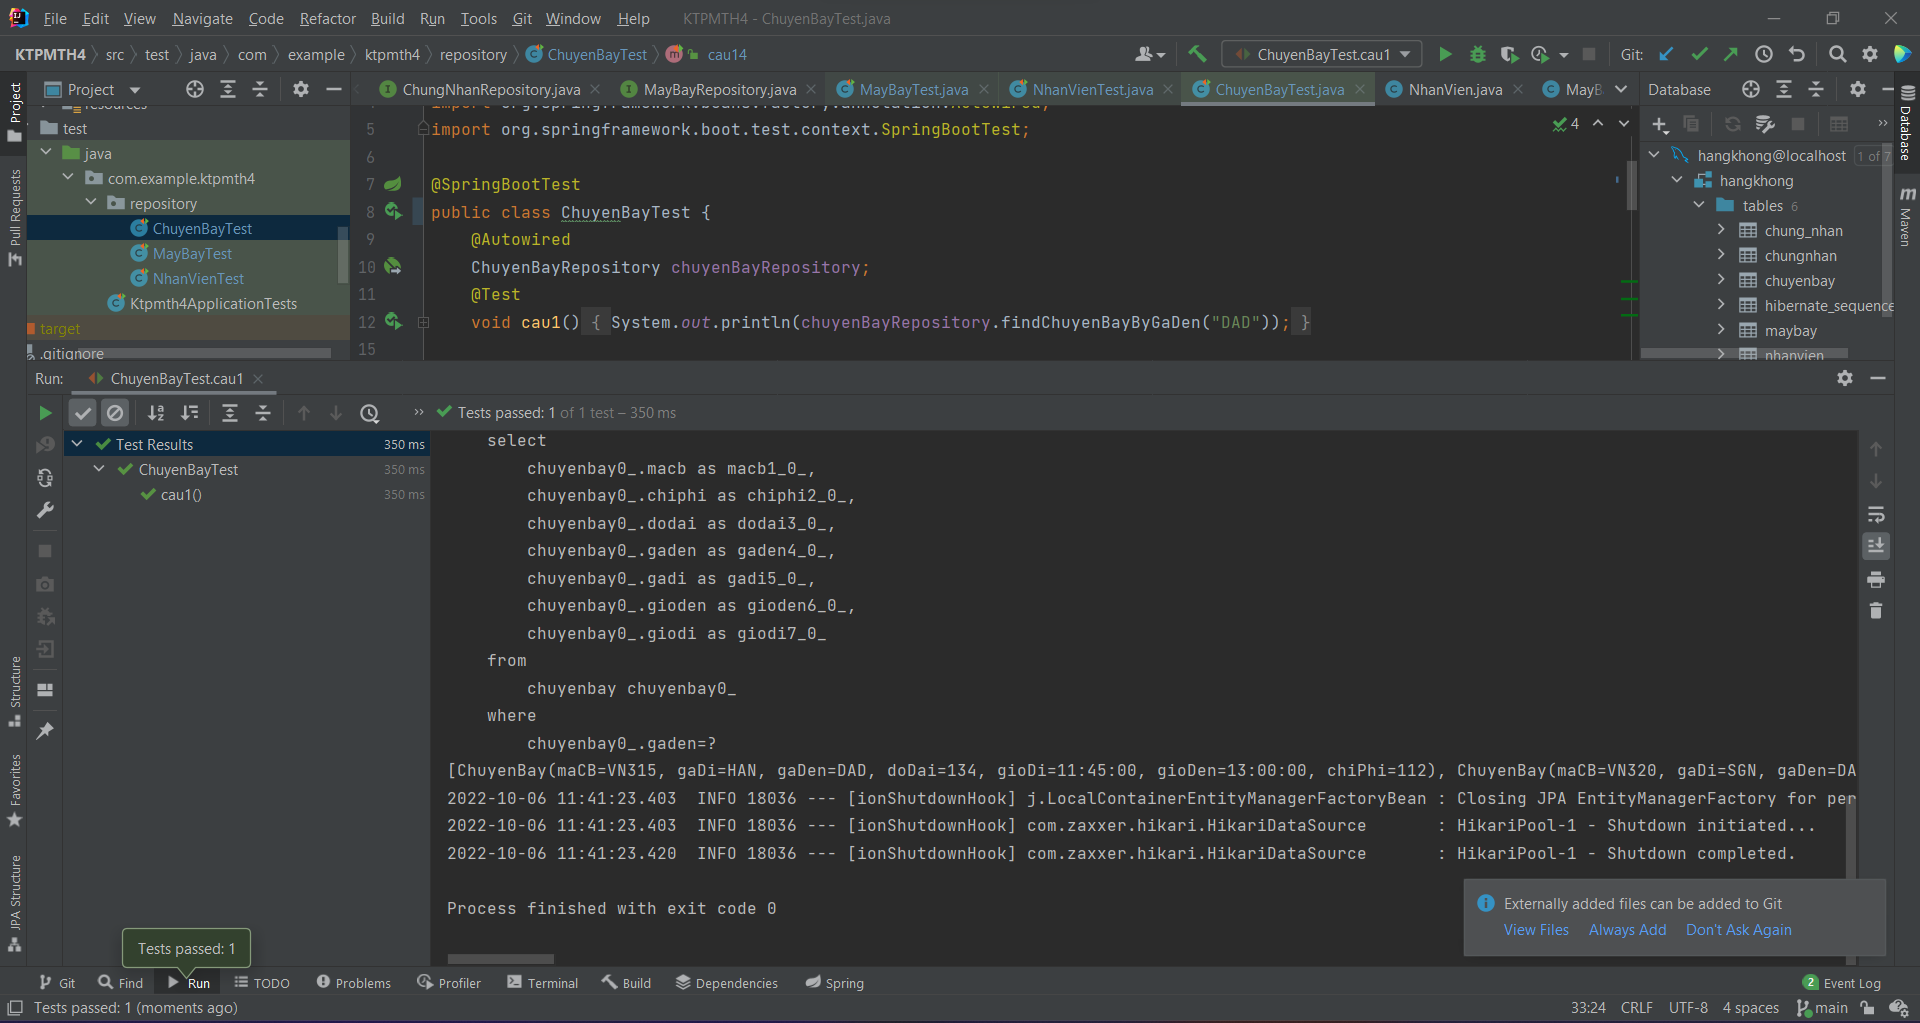 File Edit View Navigate Code Refactor Build Run Tools Git Window Help KTPMTH4 - ChuyenBayTest.java
KTPMTH4 src test java com example ktpmth4 repository ChuyenBayTest cau14
ChuyenBayTest.cau1 Git:
Project
ChungNhanRepository.java MayBayRepository.java MayBayTest.java NhanVienTest.java ChuyenBayTest.java NhanVien.java MayB
Database
Project
Pull Requests
Structure
Favorites
JPA Structure
resources
test
java
com.example.ktpmth4
repository
ChuyenBayTest
MayBayTest
NhanVienTest
Ktpmth4ApplicationTests
target
.gitignore
import org.springframework.beans.factory.annotation.Autowired;
5 import org.springframework.boot.test.context.SpringBootTest;
6
7 @SpringBootTest
8 public class ChuyenBayTest {
9 @Autowired
10 ChuyenBayRepository chuyenBayRepository;
11 @Test
12 void cau1() { System.out.println(chuyenBayRepository.findChuyenBayByGaDen("DAD")); }
15
4
hangkhong@localhost 1 of 7
hangkhong
tables 6
chung_nhan
chungnhan
chuyenbay
hibernate_sequence
maybay
nhanvien
Database
Maven
Run: ChuyenBayTest.cau1
Tests passed: 1 of 1 test – 350 ms
Test Results 350 ms
ChuyenBayTest 350 ms
cau1() 350 ms
select
chuyenbay0_.macb as macb1_0_,
chuyenbay0_.chiphi as chiphi2_0_,
chuyenbay0_.dodai as dodai3_0_,
chuyenbay0_.gaden as gaden4_0_,
chuyenbay0_.gadi as gadi5_0_,
chuyenbay0_.gioden as gioden6_0_,
chuyenbay0_.giodi as giodi7_0_
from
chuyenbay chuyenbay0_
where
chuyenbay0_.gaden=?
[ChuyenBay(maCB=VN315, gaDi=HAN, gaDen=DAD, doDai=134, gioDi=11:45:00, gioDen=13:00:00, chiPhi=112), ChuyenBay(maCB=VN320, gaDi=SGN, gaDen=DA
2022-10-06 11:41:23.403 INFO 18036 --- [ionShutdownHook] j.LocalContainerEntityManagerFactoryBean : Closing JPA EntityManagerFactory for per
2022-10-06 11:41:23.403 INFO 18036 --- [ionShutdownHook] com.zaxxer.hikari.HikariDataSource : HikariPool-1 - Shutdown initiated...
2022-10-06 11:41:23.420 INFO 18036 --- [ionShutdownHook] com.zaxxer.hikari.HikariDataSource : HikariPool-1 - Shutdown completed.
Process finished with exit code 0
Externally added files can be added to Git
View Files Always Add Don't Ask Again
Tests passed: 1
Git Find Run TODO Problems Profiler Terminal Build Dependencies Spring 2 Event Log
Tests passed: 1 (moments ago) 33:24 CRLF UTF-8 4 spaces main